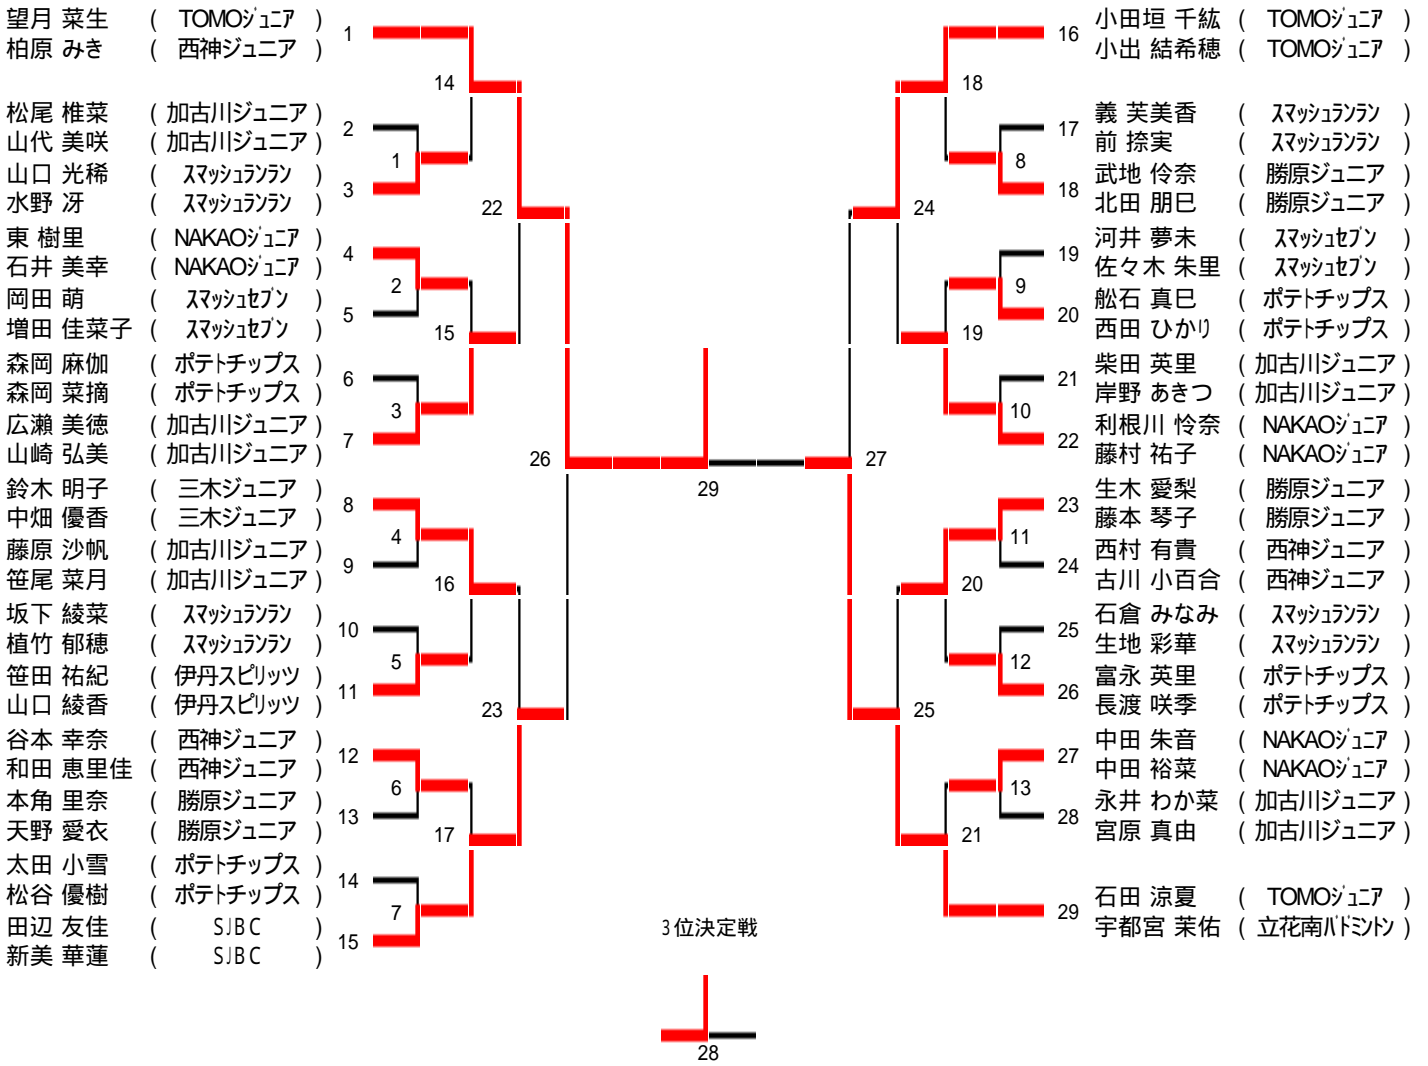 望月 菜生 ( TOMOｼﾞｭﾆｱ )
柏原 みき ( 西神ジュニア )
1
14
松尾 椎菜 ( 加古川ジュニア )
山代 美咲 ( 加古川ジュニア )
2
1
山口 光稀 ( ｽﾏｯｼｭﾗﾝﾗﾝ )
水野 冴 ( ｽﾏｯｼｭﾗﾝﾗﾝ )
3
22
東 樹里 ( NAKAOｼﾞｭﾆｱ )
石井 美幸 ( NAKAOｼﾞｭﾆｱ )
4
2
岡田 萌 ( ｽﾏｯｼｭｾﾌﾞﾝ )
増田 佳菜子 ( ｽﾏｯｼｭｾﾌﾞﾝ )
5
15
森岡 麻伽 ( ポテトチップス )
森岡 菜摘 ( ポテトチップス )
6
3
広瀬 美徳 ( 加古川ジュニア )
山崎 弘美 ( 加古川ジュニア )
7
26
鈴木 明子 ( 三木ジュニア )
中畑 優香 ( 三木ジュニア )
8
4
藤原 沙帆 ( 加古川ジュニア )
笹尾 菜月 ( 加古川ジュニア )
9
16
坂下 綾菜 ( ｽﾏｯｼｭﾗﾝﾗﾝ )
植竹 郁穂 ( ｽﾏｯｼｭﾗﾝﾗﾝ )
10
5
笹田 祐紀 ( 伊丹スピリッツ )
山口 綾香 ( 伊丹スピリッツ )
11
23
谷本 幸奈 ( 西神ジュニア )
和田 恵里佳 ( 西神ジュニア )
12
6
本角 里奈 ( 勝原ジュニア )
天野 愛衣 ( 勝原ジュニア )
13
17
太田 小雪 ( ポテトチップス )
松谷 優樹 ( ポテトチップス )
14
7
田辺 友佳 ( SJBC )
新美 華蓮 ( SJBC )
15
29
3位決定戦
28
小田垣 千紘 ( TOMOｼﾞｭﾆｱ )
小出 結希穂 ( TOMOｼﾞｭﾆｱ )
16
18
義 芙美香 ( ｽﾏｯｼｭﾗﾝﾗﾝ )
前 捺実 ( ｽﾏｯｼｭﾗﾝﾗﾝ )
17
8
武地 伶奈 ( 勝原ジュニア )
北田 朋巳 ( 勝原ジュニア )
18
24
河井 夢未 ( ｽﾏｯｼｭｾﾌﾞﾝ )
佐々木 朱里 ( ｽﾏｯｼｭｾﾌﾞﾝ )
19
9
舩石 真巳 ( ポテトチップス )
西田 ひかり ( ポテトチップス )
20
19
柴田 英里 ( 加古川ジュニア )
岸野 あきつ ( 加古川ジュニア )
21
10
利根川 怜奈 ( NAKAOｼﾞｭﾆｱ )
藤村 祐子 ( NAKAOｼﾞｭﾆｱ )
22
27
生木 愛梨 ( 勝原ジュニア )
藤本 琴子 ( 勝原ジュニア )
23
11
西村 有貴 ( 西神ジュニア )
古川 小百合 ( 西神ジュニア )
24
20
石倉 みなみ ( ｽﾏｯｼｭﾗﾝﾗﾝ )
生地 彩華 ( ｽﾏｯｼｭﾗﾝﾗﾝ )
25
12
富永 英里 ( ポテトチップス )
長渡 咲季 ( ポテトチップス )
26
25
中田 朱音 ( NAKAOｼﾞｭﾆｱ )
中田 裕菜 ( NAKAOｼﾞｭﾆｱ )
27
13
永井 わか菜 ( 加古川ジュニア )
宮原 真由 ( 加古川ジュニア )
28
21
石田 涼夏 ( TOMOｼﾞｭﾆｱ )
宇都宮 茉佑 ( 立花南ﾊﾞﾄﾞﾐﾝﾄﾝ )
29